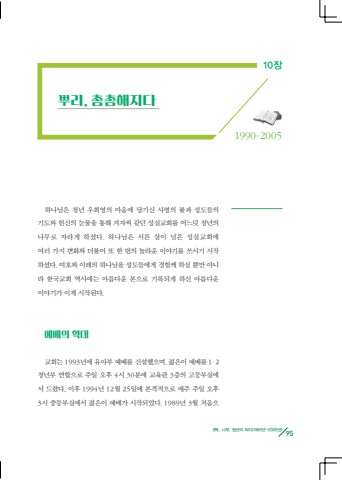 10장
뿌리, 촘촘해지다
1990-2005
하나님은 청년 우희영의 마음에 당기신 사명의 불과 성도들의
기도와 헌신의 눈물을 통해 겨자씨 같던 성실교회를 어느덧 청년의
나무로 자라게 하셨다. 하나님은 서른 살이 넘은 성실교회에
여러 가지 변화와 더불어 또 한 번의 놀라운 이야기를 쓰시기 시작
하셨다. 여호와 이레의 하나님을 성도들에게 경험케 하실 뿐만 아니
라 한국교회 역사에는 아름다운 본으로 기록되게 하신 아름다운
이야기가 이제 시작된다.
예배의 확대
교회는 1993년에 유아부 예배를 신설했으며, 젊은이 예배를 1·2
청년부 연합으로 주일 오후 4시 30분에 교육관 3층의 고등부실에
서 드렸다. 이후 1994년 12월 25일에 본격적으로 매주 주일 오후
3시 중등부실에서 젊은이 예배가 시작되었다. 1989년 3월 처음으
95